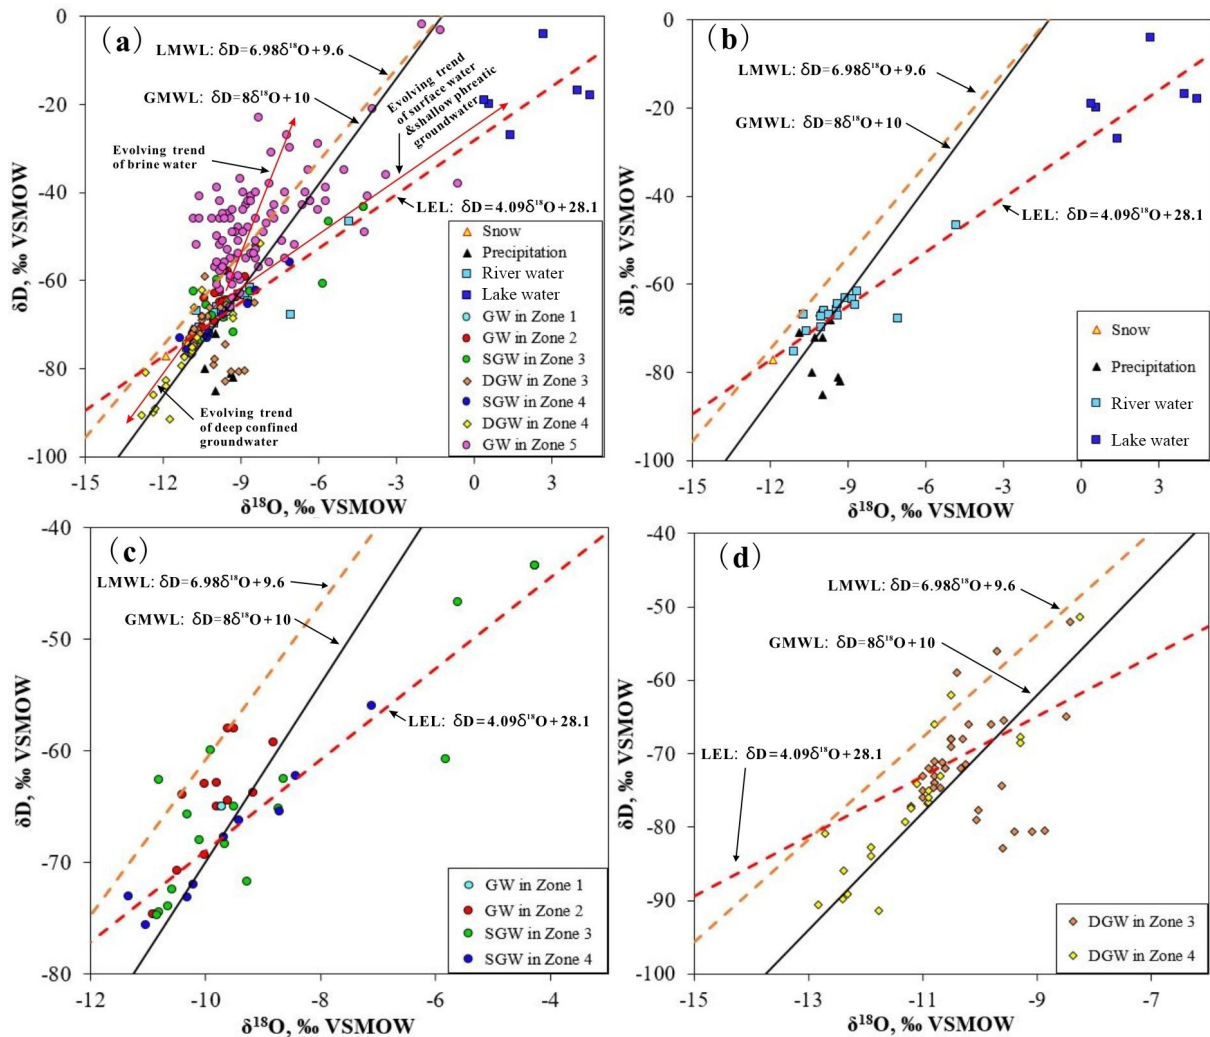 (a)
LMWL: δD=6.98δ¹⁸O+9.6
GMWL: δD=8δ¹⁸O+10
Evolving trend
of surface water
&shallow phreatic
groundwater
Evolving trend
of brine water
LEL: δD=4.09δ¹⁸O+28.1
Evolving trend
of deep confined
groundwater
Snow
Precipitation
River water
Lake water
GW in Zone 1
GW in Zone 2
SGW in Zone 3
DGW in Zone 3
SGW in Zone 4
DGW in Zone 4
GW in Zone 5
0
-20
-40
-60
-80
-100
δD, ‰ VSMOW
-15 -12 -9 -6 -3 0 3
δ¹⁸O, ‰ VSMOW
(b)
LMWL: δD=6.98δ¹⁸O+9.6
GMWL: δD=8δ¹⁸O+10
LEL: δD=4.09δ¹⁸O+28.1
Snow
Precipitation
River water
Lake water
0
-20
-40
-60
-80
-100
δD, ‰ VSMOW
-15 -12 -9 -6 -3 0 3
δ¹⁸O, ‰ VSMOW
(c)
LMWL: δD=6.98δ¹⁸O+9.6
GMWL: δD=8δ¹⁸O+10
LEL: δD=4.09δ¹⁸O+28.1
GW in Zone 1
GW in Zone 2
SGW in Zone 3
SGW in Zone 4
-40
-50
-60
-70
-80
δD, ‰ VSMOW
-12 -10 -8 -6 -4
δ¹⁸O, ‰ VSMOW
(d)
LMWL: δD=6.98δ¹⁸O+9.6
GMWL: δD=8δ¹⁸O+10
LEL: δD=4.09δ¹⁸O+28.1
DGW in Zone 3
DGW in Zone 4
-40
-50
-60
-70
-80
-90
-100
δD, ‰ VSMOW
-15 -13 -11 -9 -7
δ¹⁸O, ‰ VSMOW